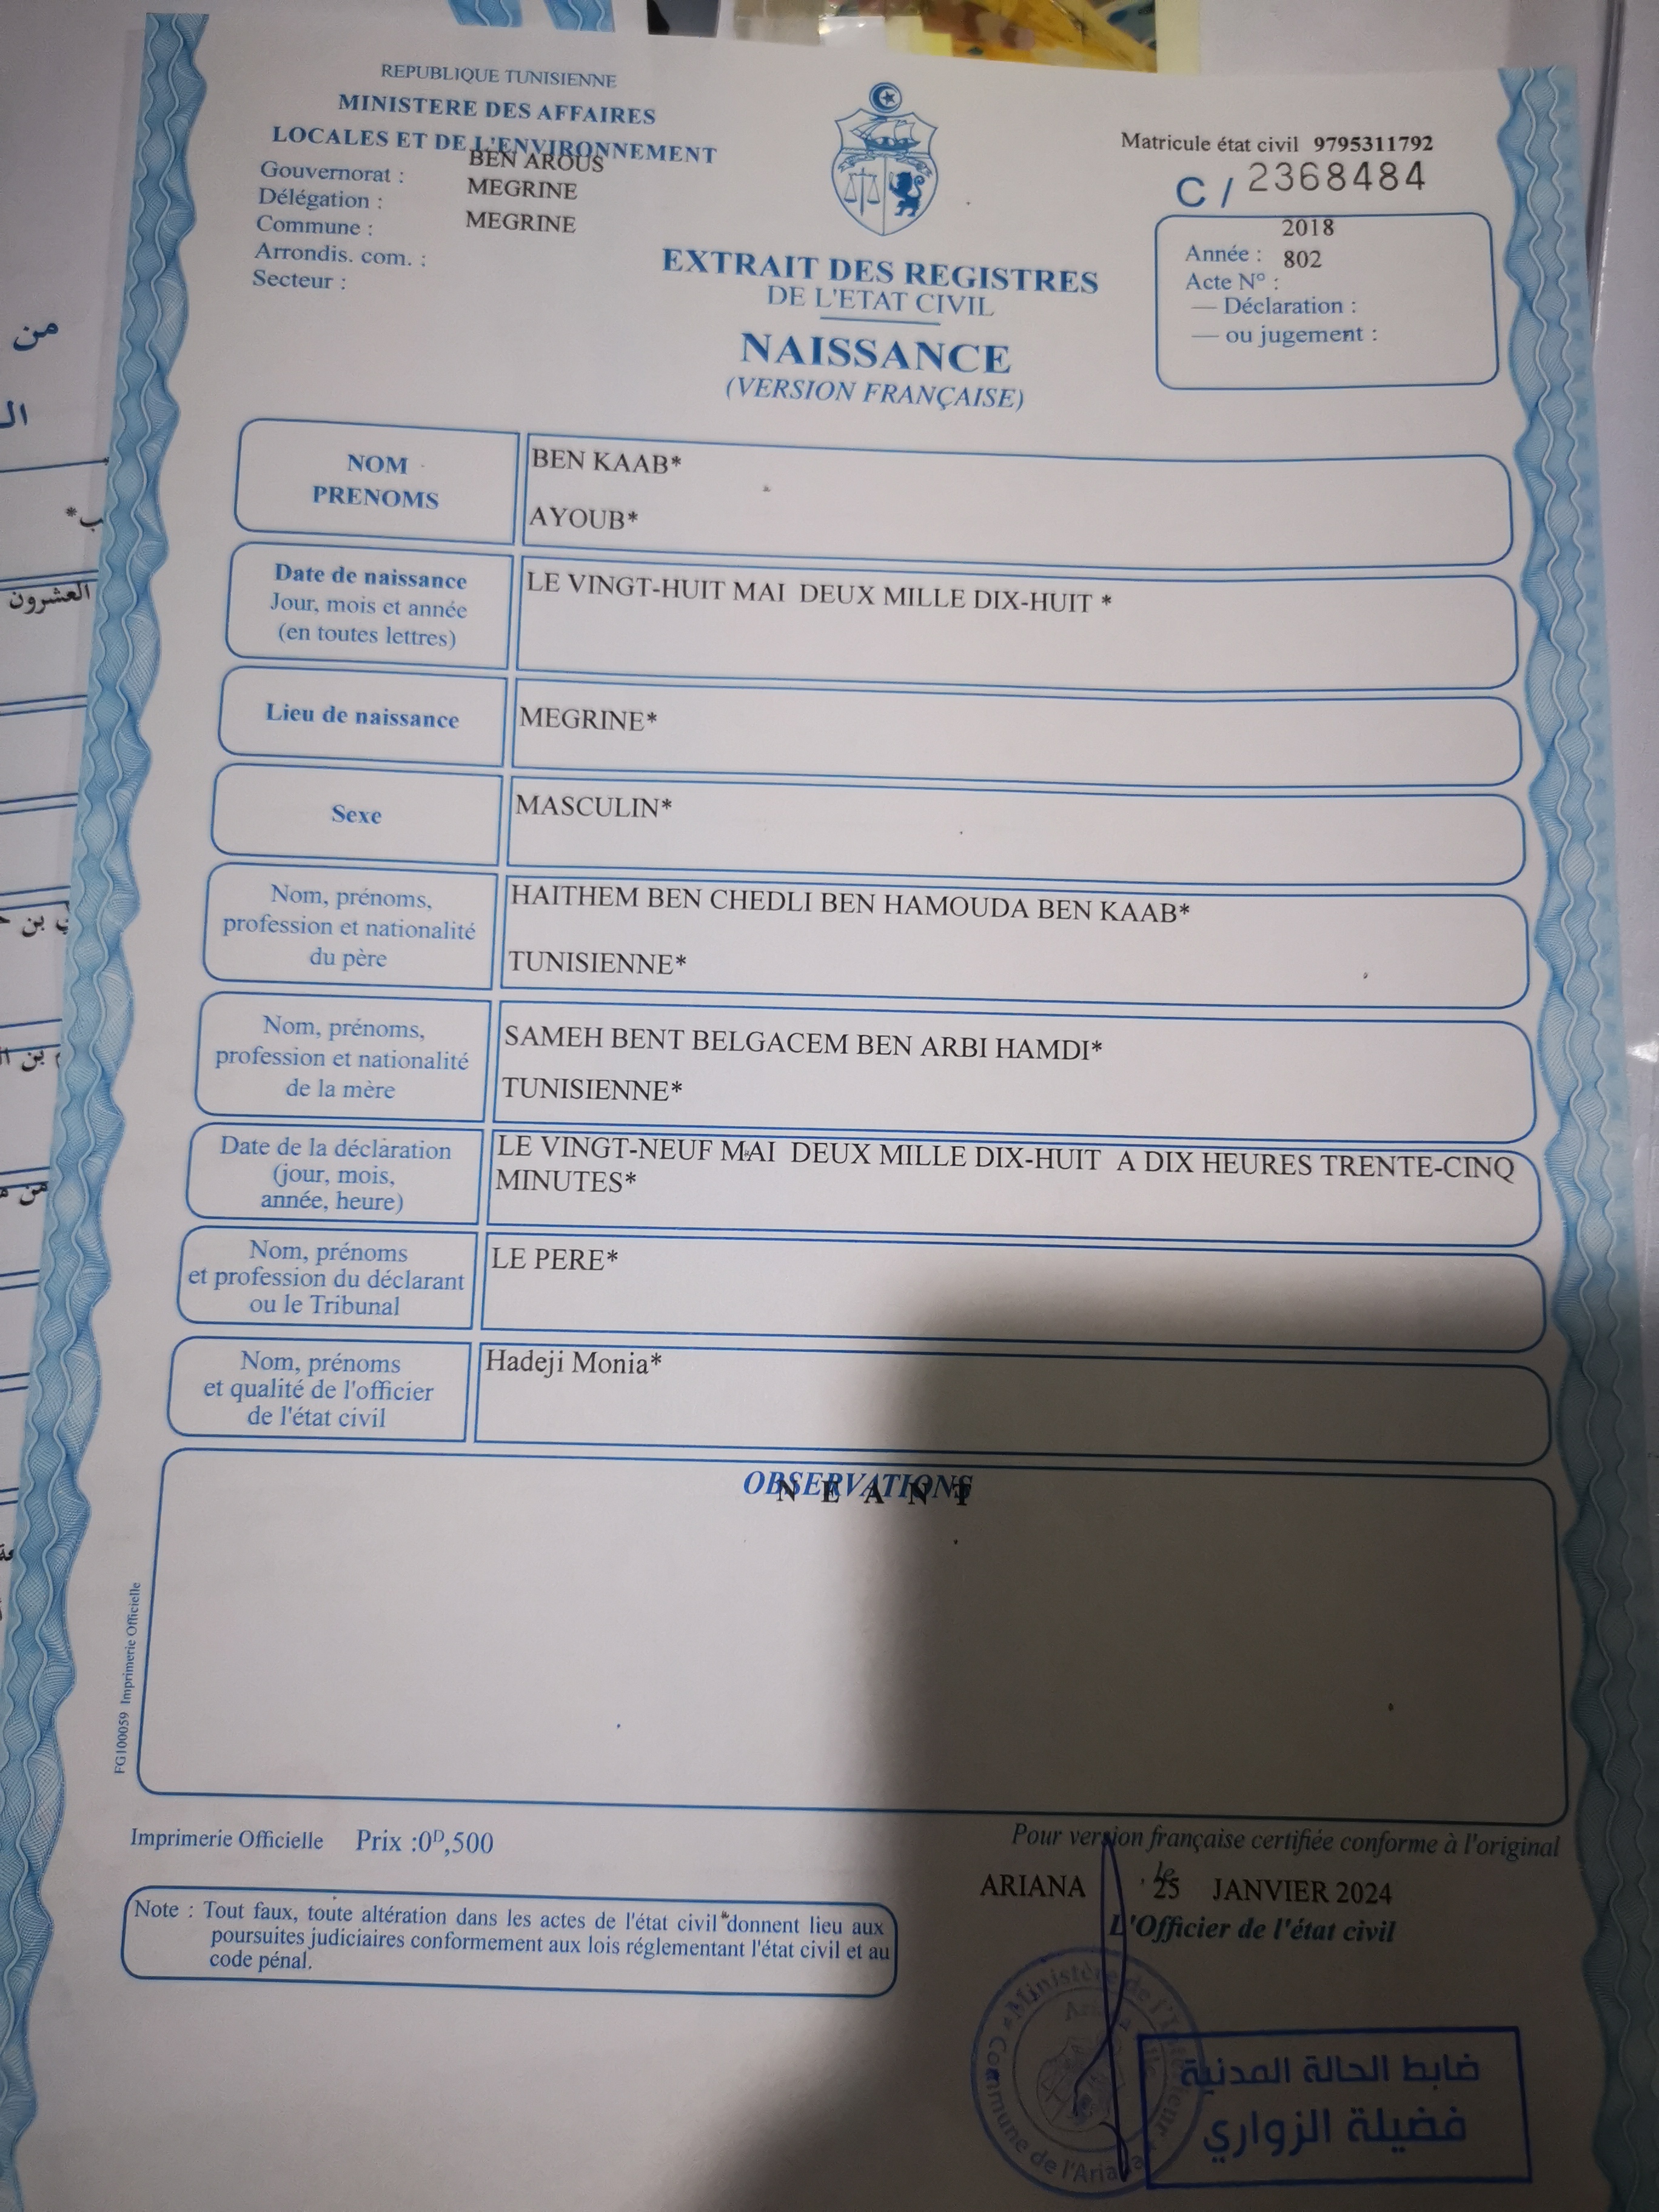 REPUBLIQUE TUNISIENNE
MINISTERE DES AFFAIRES
LOCALES ET DE L'ENVIRONNEMENT
Gouvernorat : BEN AROUS
Délégation : MEGRINE
Commune : MEGRINE
Arrondis. com. :
Secteur :
Matricule état civil 9795311792
C / 2368484
2018
Année : 802
Acte N° :
— Déclaration :
— ou jugement :
EXTRAIT DES REGISTRES
DE L'ETAT CIVIL
NAISSANCE
(VERSION FRANÇAISE)
NOM
PRENOMS
BEN KAAB*
AYOUB*
Date de naissance
Jour, mois et année
(en toutes lettres)
LE VINGT-HUIT MAI DEUX MILLE DIX-HUIT *
Lieu de naissance
MEGRINE*
Sexe
MASCULIN*
Nom, prénoms,
profession et nationalité
du père
HAITHEM BEN CHEDLI BEN HAMOUDA BEN KAAB*
TUNISIENNE*
Nom, prénoms,
profession et nationalité
de la mère
SAMEH BENT BELGACEM BEN ARBI HAMDI*
TUNISIENNE*
Date de la déclaration
(jour, mois,
année, heure)
LE VINGT-NEUF MAI DEUX MILLE DIX-HUIT A DIX HEURES TRENTE-CINQ
MINUTES*
Nom, prénoms
et profession du déclarant
ou le Tribunal
LE PERE*
Nom, prénoms
et qualité de l'officier
de l'état civil
Hadeji Monia*
OBSERVATIONS
N E A N T
FG100059 Imprimerie Officielle
Imprimerie Officielle Prix :0ᴰ,500
Note : Tout faux, toute altération dans les actes de l'état civil donnent lieu aux
poursuites judiciaires conformement aux lois réglementant l'état civil et au
code pénal.
Pour version française certifiée conforme à l'original
ARIANA le 25 JANVIER 2024
L'Officier de l'état civil
Ministère de l'Intérieur
Commune de l'Ariana
ضابط الحالة المدنية
فضيلة الزواري
من
العشرون